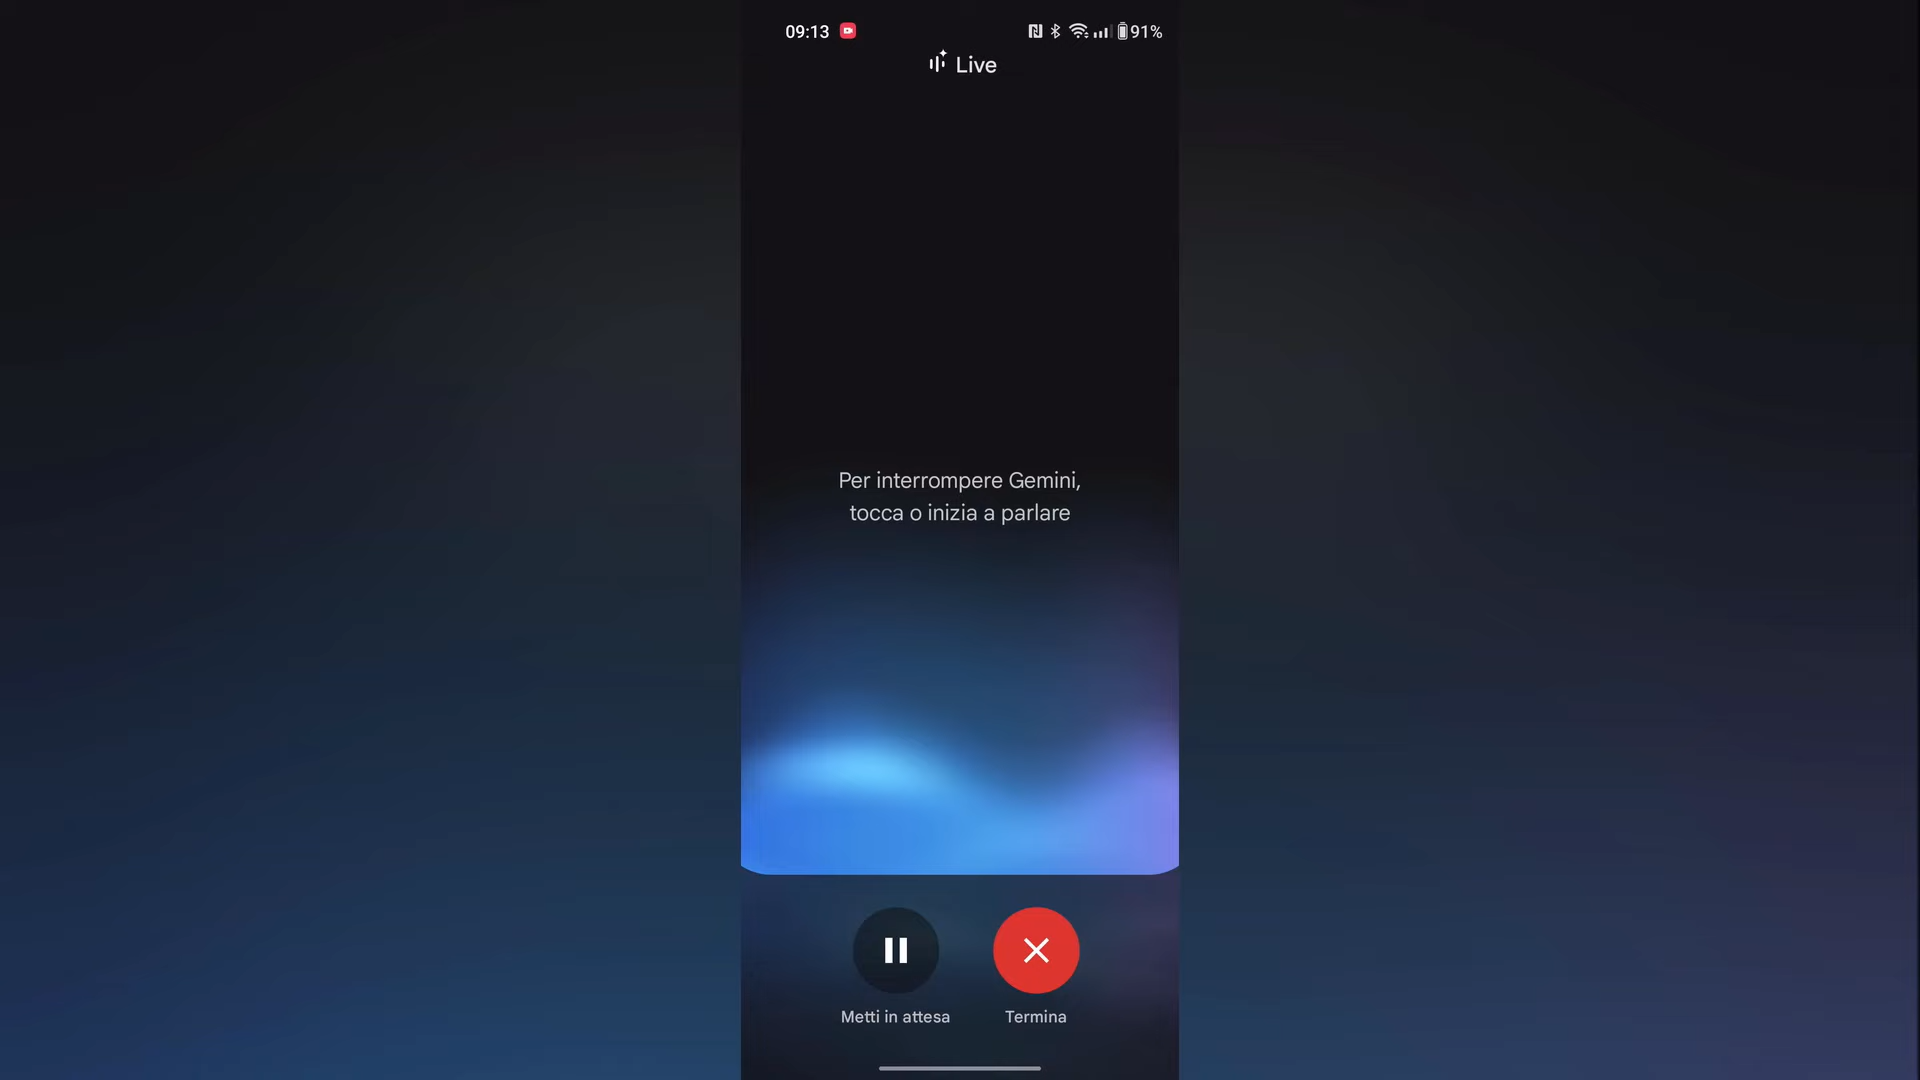 09:13 91%
Live
Per interrompere Gemini,
tocca o inizia a parlare
Metti in attesa Termina